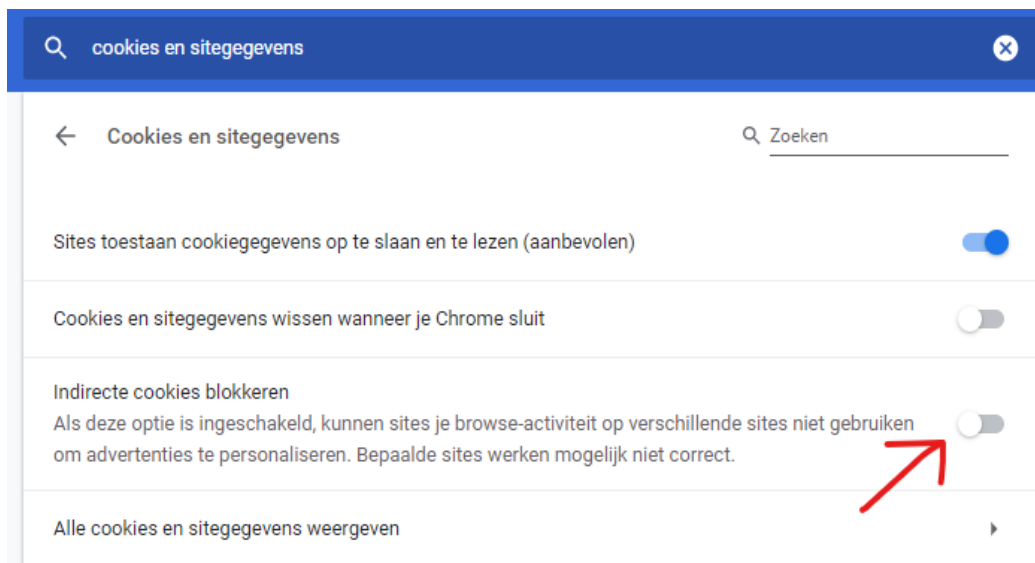 cookies en sitegegevens
Cookies en sitegegevens
Zoeken
Sites toestaan cookiegegevens op te slaan en te lezen (aanbevolen)
Cookies en sitegegevens wissen wanneer je Chrome sluit
Indirecte cookies blokkeren
Als deze optie is ingeschakeld, kunnen sites je browse-activiteit op verschillende sites niet gebruiken
om advertenties te personaliseren. Bepaalde sites werken mogelijk niet correct.
Alle cookies en sitegegevens weergeven